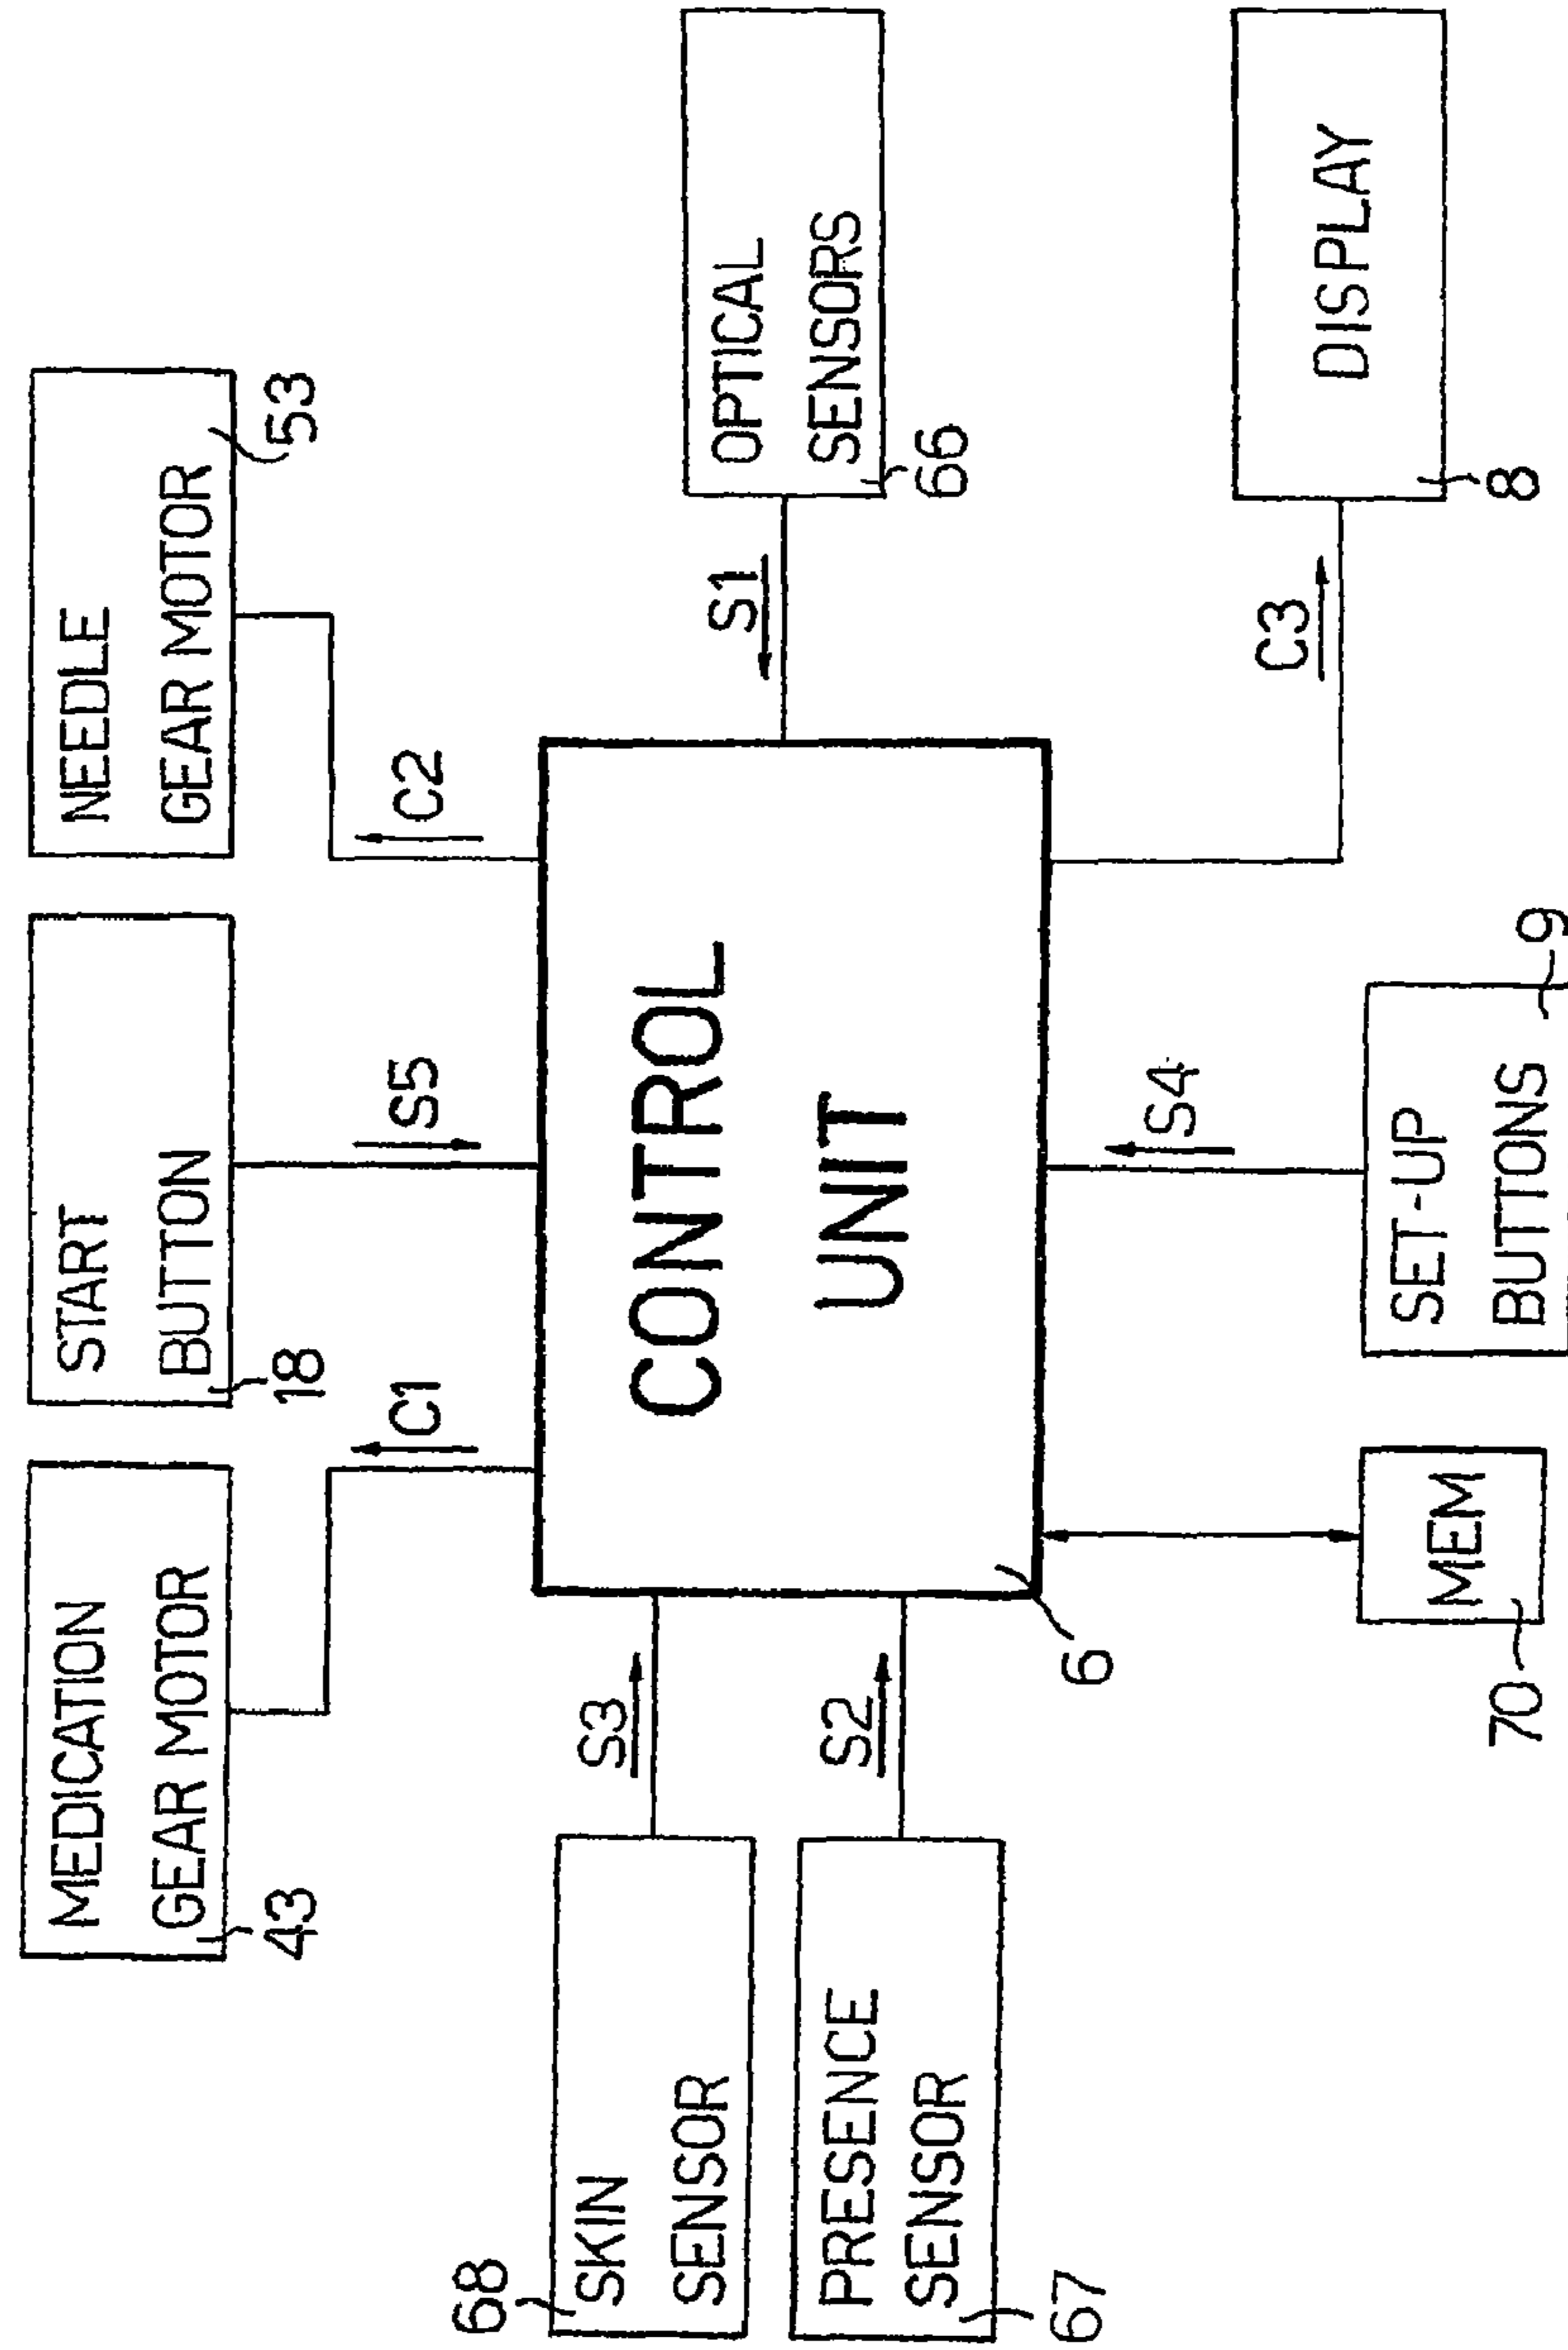 MEDICATION
GEAR MOTOR
43
START
BUTTON
18
NEEDLE
GEAR MOTOR
53
C1
S5
C2
SKIN
SENSOR
68
S3
PRESENCE
SENSOR
67
S2
CONTROL
UNIT
6
S1
OPTICAL
SENSORS
66
S4
C3
MEM
70
SET-UP
BUTTONS
9
DISPLAY
8